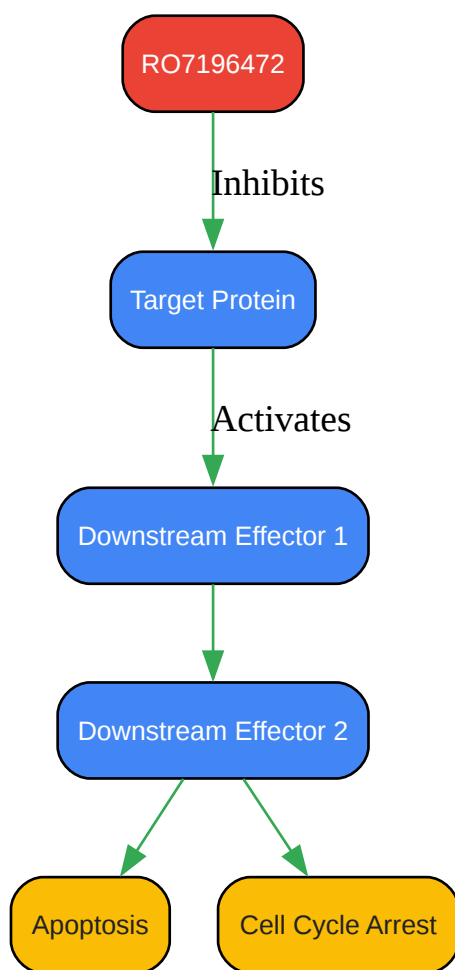 RO7196472
Inhibits
Target Protein
Activates
Downstream Effector 1
Downstream Effector 2
Apoptosis
Cell Cycle Arrest